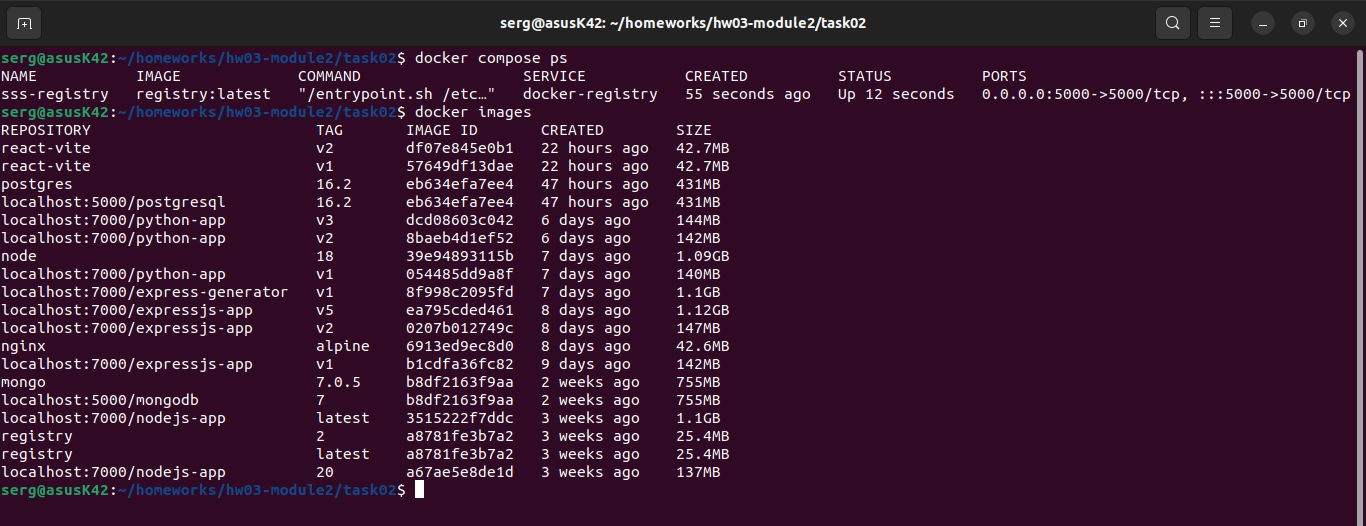 serg@asusK42: ~/homeworks/hw03-module2/task02
serg@asusK42:~/homeworks/hw03-module2/task02$ docker compose ps
NAME IMAGE COMMAND SERVICE CREATED STATUS PORTS
sss-registry registry:latest "/entrypoint.sh /etc…" docker-registry 55 seconds ago Up 12 seconds 0.0.0.0:5000->5000/tcp, :::5000->5000/tcp
serg@asusK42:~/homeworks/hw03-module2/task02$ docker images
REPOSITORY TAG IMAGE ID CREATED SIZE
react-vite v2 df07e845e0b1 22 hours ago 42.7MB
react-vite v1 57649df13dae 22 hours ago 42.7MB
postgres 16.2 eb634efa7ee4 47 hours ago 431MB
localhost:5000/postgresql 16.2 eb634efa7ee4 47 hours ago 431MB
localhost:7000/python-app v3 dcd08603c042 6 days ago 144MB
localhost:7000/python-app v2 8baeb4d1ef52 6 days ago 142MB
node 18 39e94893115b 7 days ago 1.09GB
localhost:7000/python-app v1 054485dd9a8f 7 days ago 140MB
localhost:7000/express-generator v1 8f998c2095fd 7 days ago 1.1GB
localhost:7000/expressjs-app v5 ea795cded461 8 days ago 1.12GB
localhost:7000/expressjs-app v2 0207b012749c 8 days ago 147MB
nginx alpine 6913ed9ec8d0 8 days ago 42.6MB
localhost:7000/expressjs-app v1 b1cdfa36fc82 9 days ago 142MB
mongo 7.0.5 b8df2163f9aa 2 weeks ago 755MB
localhost:5000/mongodb 7 b8df2163f9aa 2 weeks ago 755MB
localhost:7000/nodejs-app latest 3515222f7ddc 3 weeks ago 1.1GB
registry 2 a8781fe3b7a2 3 weeks ago 25.4MB
registry latest a8781fe3b7a2 3 weeks ago 25.4MB
localhost:7000/nodejs-app 20 a67ae5e8de1d 3 weeks ago 137MB
serg@asusK42:~/homeworks/hw03-module2/task02$